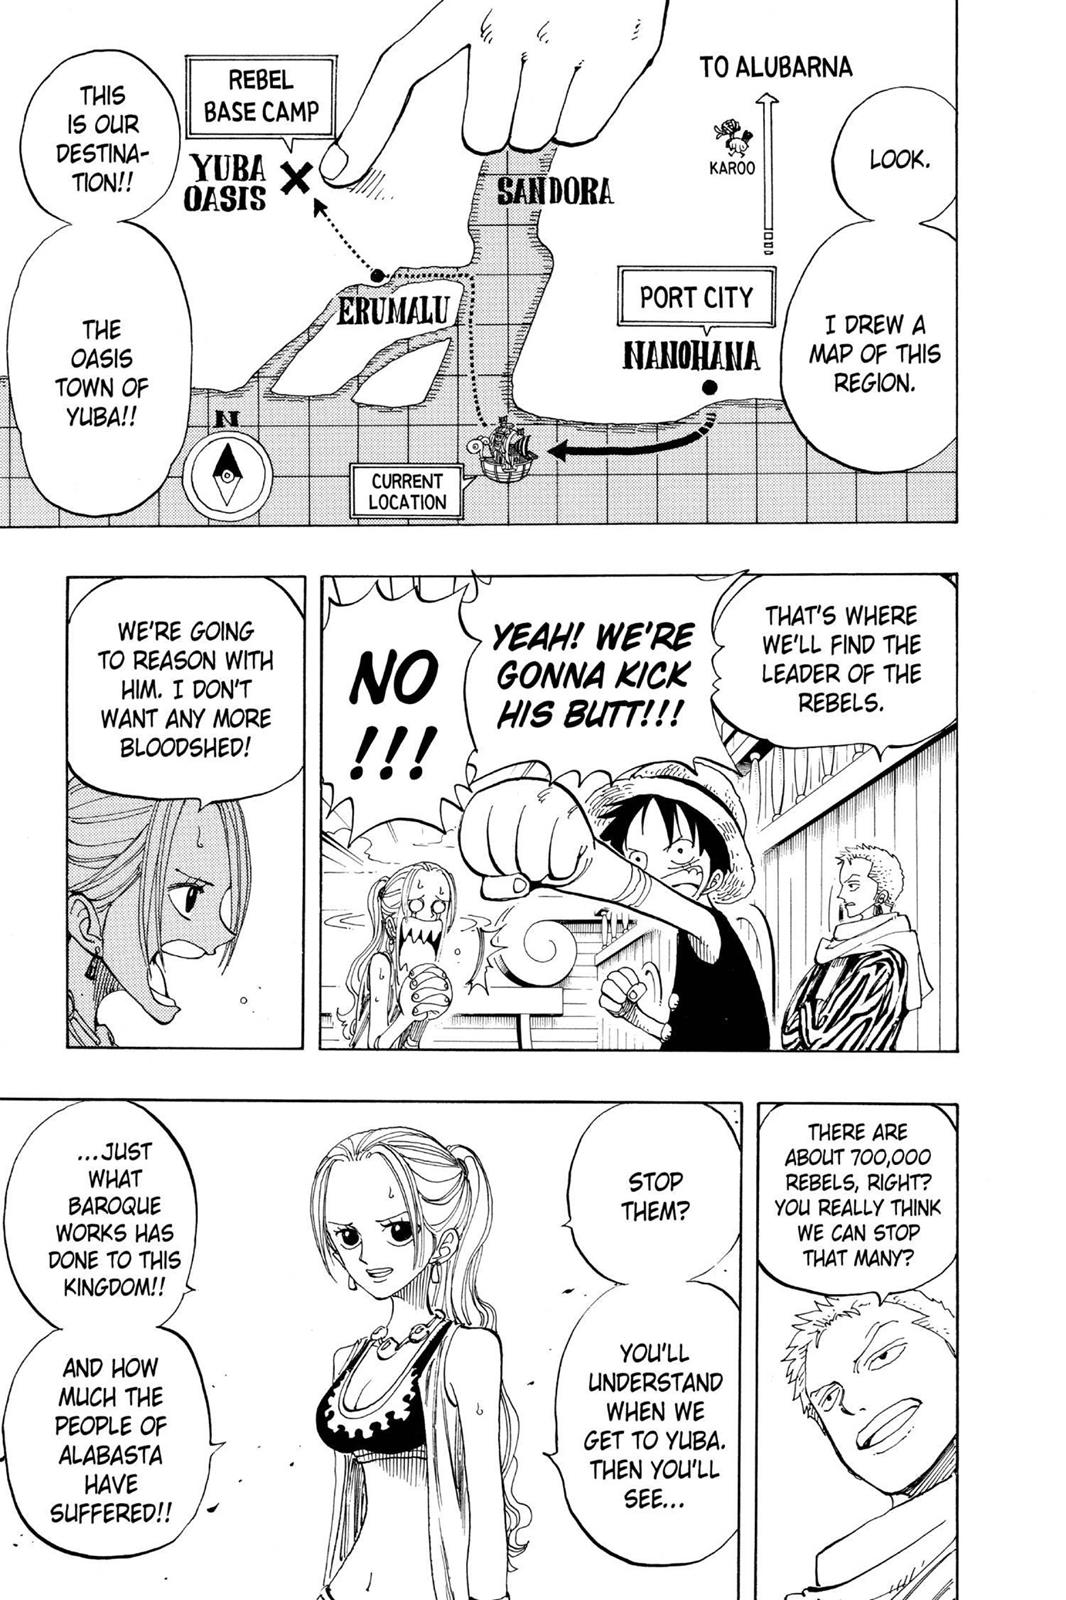 LOOK.
I DREW A
MAP OF THIS
REGION.
TO ALUBARNA
KAROO
PORT CITY
NANOHANA
SANDORA
REBEL
BASE CAMP
YUBA
OASIS
ERUMALU
N
CURRENT
LOCATION
THIS
IS OUR
DESTINA-
TION!!
THE
OASIS
TOWN OF
YUBA!!
THAT'S WHERE
WE'LL FIND THE
LEADER OF THE
REBELS.
YEAH! WE'RE
GONNA KICK
HIS BUTT!!!
NO
!!!
WE'RE GOING
TO REASON WITH
HIM. I DON'T
WANT ANY MORE
BLOODSHED!
THERE ARE
ABOUT 700,000
REBELS, RIGHT?
YOU REALLY THINK
WE CAN STOP
THAT MANY?
STOP
THEM?
YOU'LL
UNDERSTAND
WHEN WE
GET TO YUBA.
THEN YOU'LL
SEE...
...JUST
WHAT
BAROQUE
WORKS HAS
DONE TO THIS
KINGDOM!!
AND HOW
MUCH THE
PEOPLE OF
ALABASTA
HAVE
SUFFERED!!